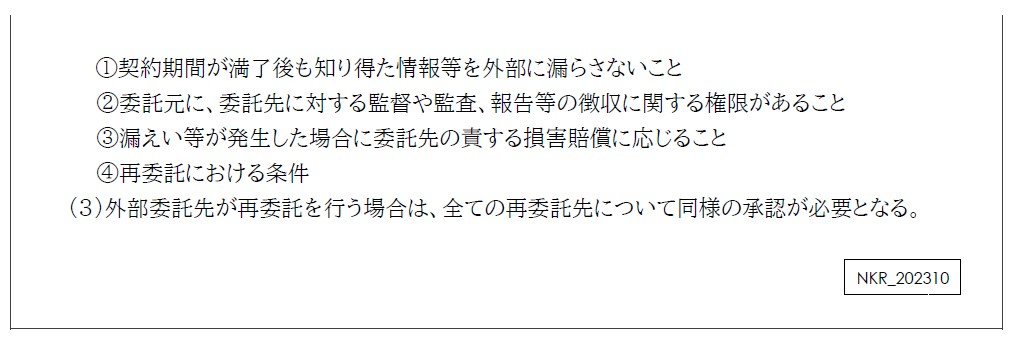 ①契約期間が満了後も知り得た情報等を外部に漏らさないこと
②委託元に、委託先に対する監督や監査、報告等の徴収に関する権限があること
③漏えい等が発生した場合に委託先の責する損害賠償に応じること
④再委託における条件
（３）外部委託先が再委託を行う場合は、全ての再委託先について同様の承認が必要となる。
NKR_202310